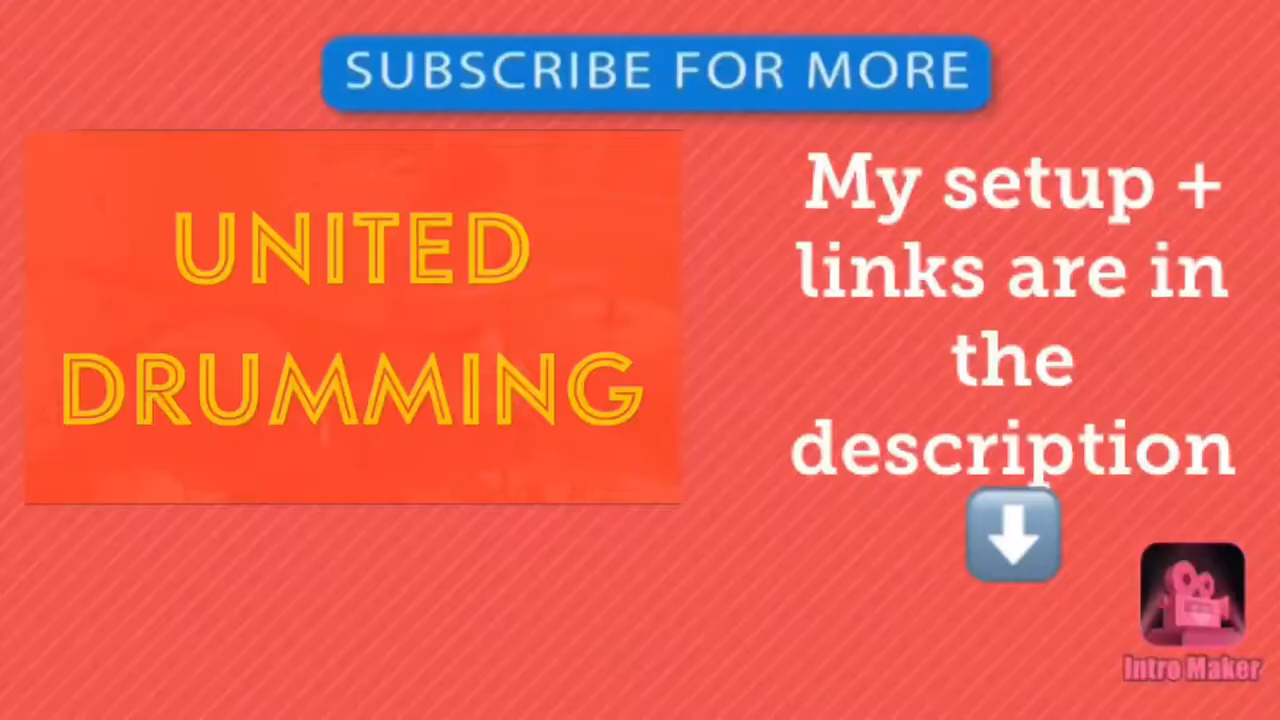 SUBSCRIBE FOR MORE
UNITED
DRUMMING
My setup +
links are in
the
description
Intro Maker